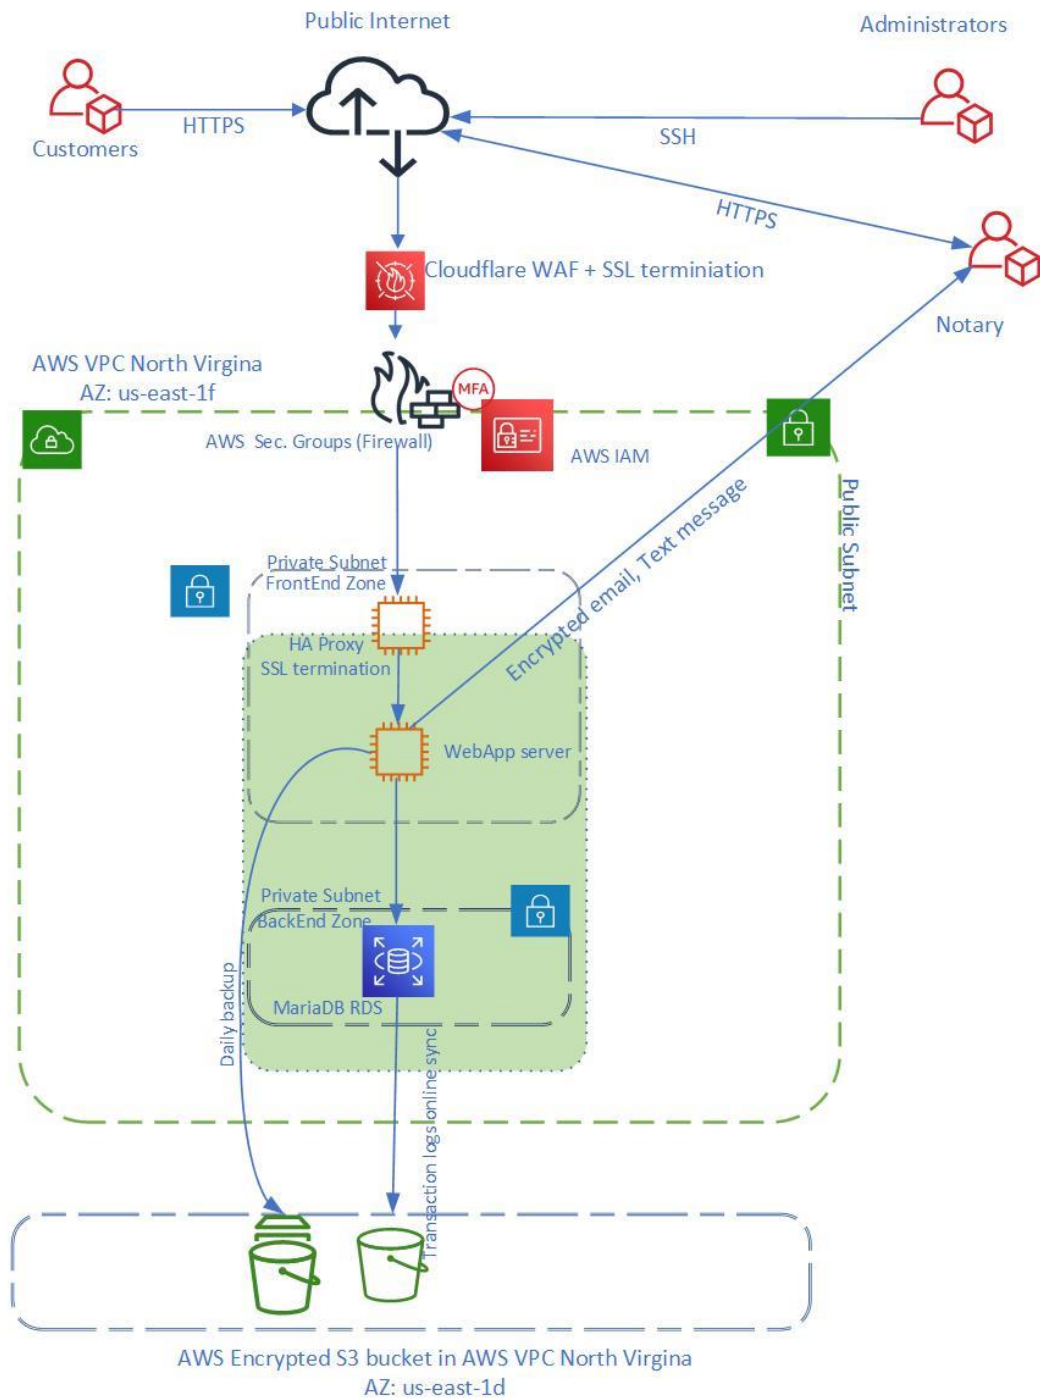 Public Internet
Administrators
HTTPS
SSH
Customers
HTTPS
Cloudflare WAF + SSL terminiation
Notary
AWS VPC North Virgina
AZ: us-east-1f
MFA
AWS Sec. Groups (Firewall)
AWS IAM
Public Subnet
Encrypted email, Text message
Private Subnet
FrontEnd Zone
HA Proxy
SSL termination
WebApp server
Private Subnet
BackEnd Zone
MariaDB RDS
Daily backup
Transaction logs online sync
AWS Encrypted S3 bucket in AWS VPC North Virgina
AZ: us-east-1d